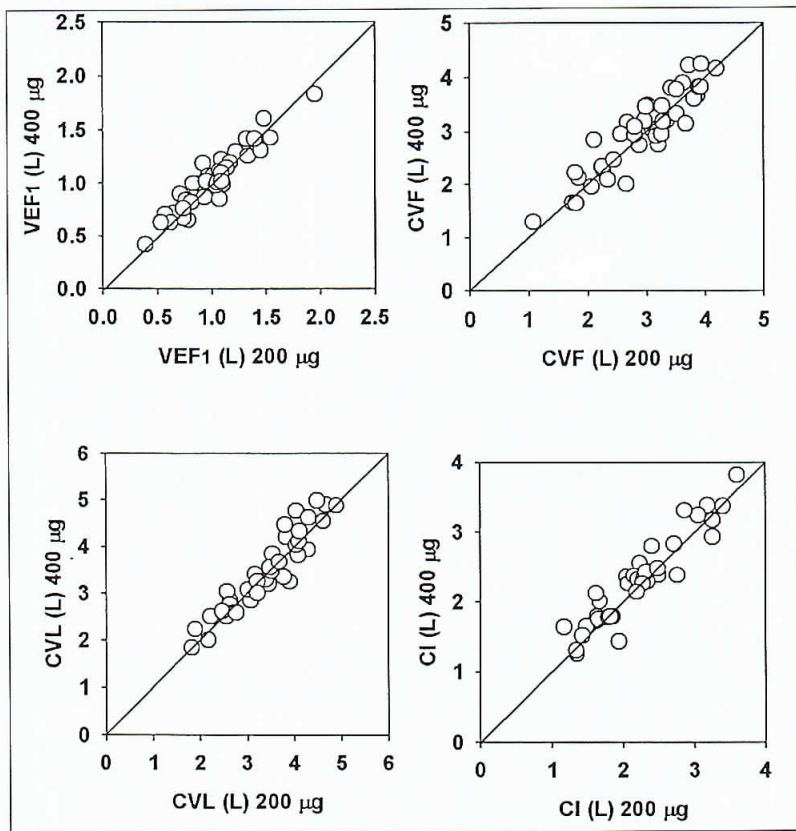 2.5
2.0
1.5
1.0
0.5
0.0
VEF1 (L) 400 µg
0.0 0.5 1.0 1.5 2.0 2.5
VEF1 (L) 200 µg
5
4
3
2
1
0
CVF (L) 400 µg
0 1 2 3 4 5
CVF (L) 200 µg
6
5
4
3
2
1
0
CVL (L) 400 µg
0 1 2 3 4 5 6
CVL (L) 200 µg
4
3
2
1
0
CI (L) 400 µg
0 1 2 3 4
CI (L) 200 µg